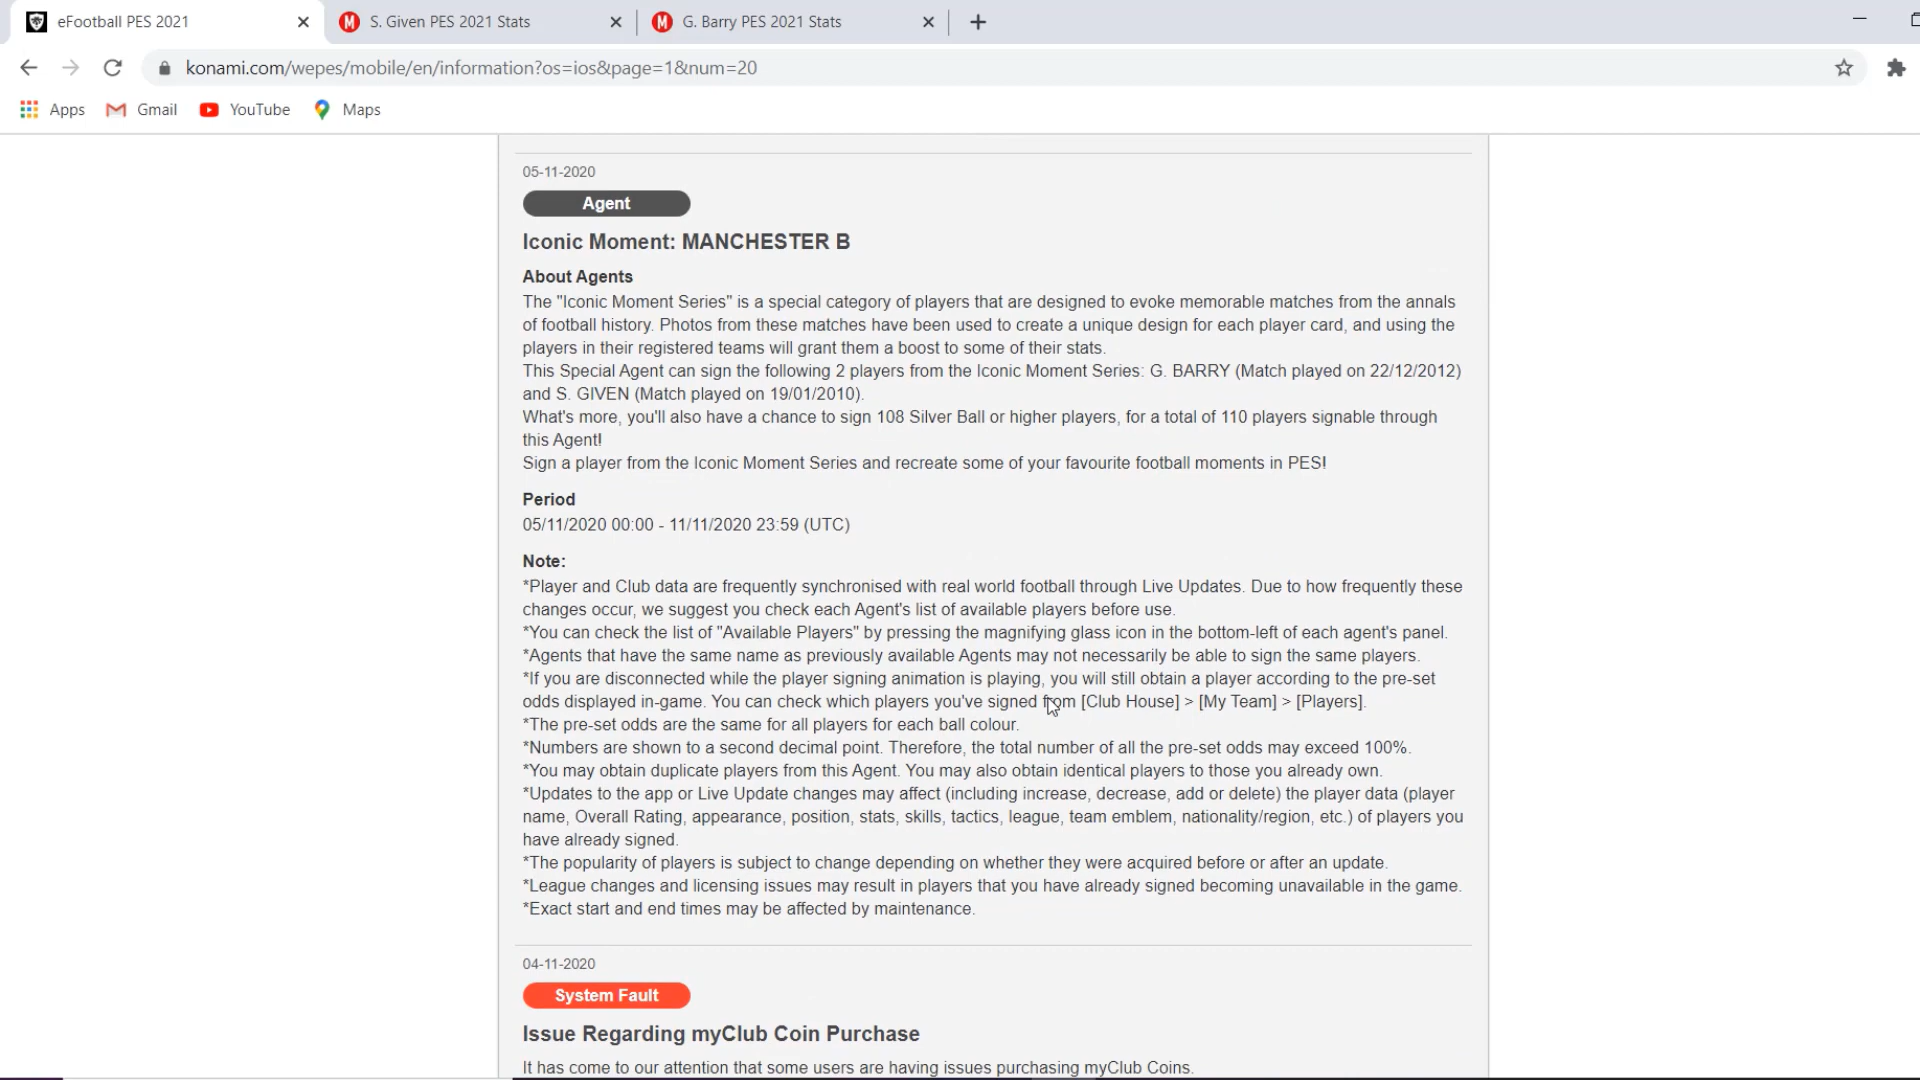 eFootball PES 2021
S. Given PES 2021 Stats
G. Barry PES 2021 Stats
konami.com/wepes/mobile/en/information?os=ios&page=1&num=20
Apps Gmail YouTube Maps
05-11-2020
Agent
Iconic Moment: MANCHESTER B
About Agents
The "Iconic Moment Series" is a special category of players that are designed to evoke memorable matches from the annals
of football history. Photos from these matches have been used to create a unique design for each player card, and using the
players in their registered teams will grant them a boost to some of their stats.
This Special Agent can sign the following 2 players from the Iconic Moment Series: G. BARRY (Match played on 22/12/2012)
and S. GIVEN (Match played on 19/01/2010).
What's more, you'll also have a chance to sign 108 Silver Ball or higher players, for a total of 110 players signable through
this Agent!
Sign a player from the Iconic Moment Series and recreate some of your favourite football moments in PES!
Period
05/11/2020 00:00 - 11/11/2020 23:59 (UTC)
Note:
*Player and Club data are frequently synchronised with real world football through Live Updates. Due to how frequently these
changes occur, we suggest you check each Agent's list of available players before use.
*You can check the list of "Available Players" by pressing the magnifying glass icon in the bottom-left of each agent's panel.
*Agents that have the same name as previously available Agents may not necessarily be able to sign the same players.
*If you are disconnected while the player signing animation is playing, you will still obtain a player according to the pre-set
odds displayed in-game. You can check which players you've signed from [Club House] > [My Team] > [Players].
*The pre-set odds are the same for all players for each ball colour.
*Numbers are shown to a second decimal point. Therefore, the total number of all the pre-set odds may exceed 100%.
*You may obtain duplicate players from this Agent. You may also obtain identical players to those you already own.
*Updates to the app or Live Update changes may affect (including increase, decrease, add or delete) the player data (player
name, Overall Rating, appearance, position, stats, skills, tactics, league, team emblem, nationality/region, etc.) of players you
have already signed.
*The popularity of players is subject to change depending on whether they were acquired before or after an update.
*League changes and licensing issues may result in players that you have already signed becoming unavailable in the game.
*Exact start and end times may be affected by maintenance.
04-11-2020
System Fault
Issue Regarding myClub Coin Purchase
It has come to our attention that some users are having issues purchasing myClub Coins.